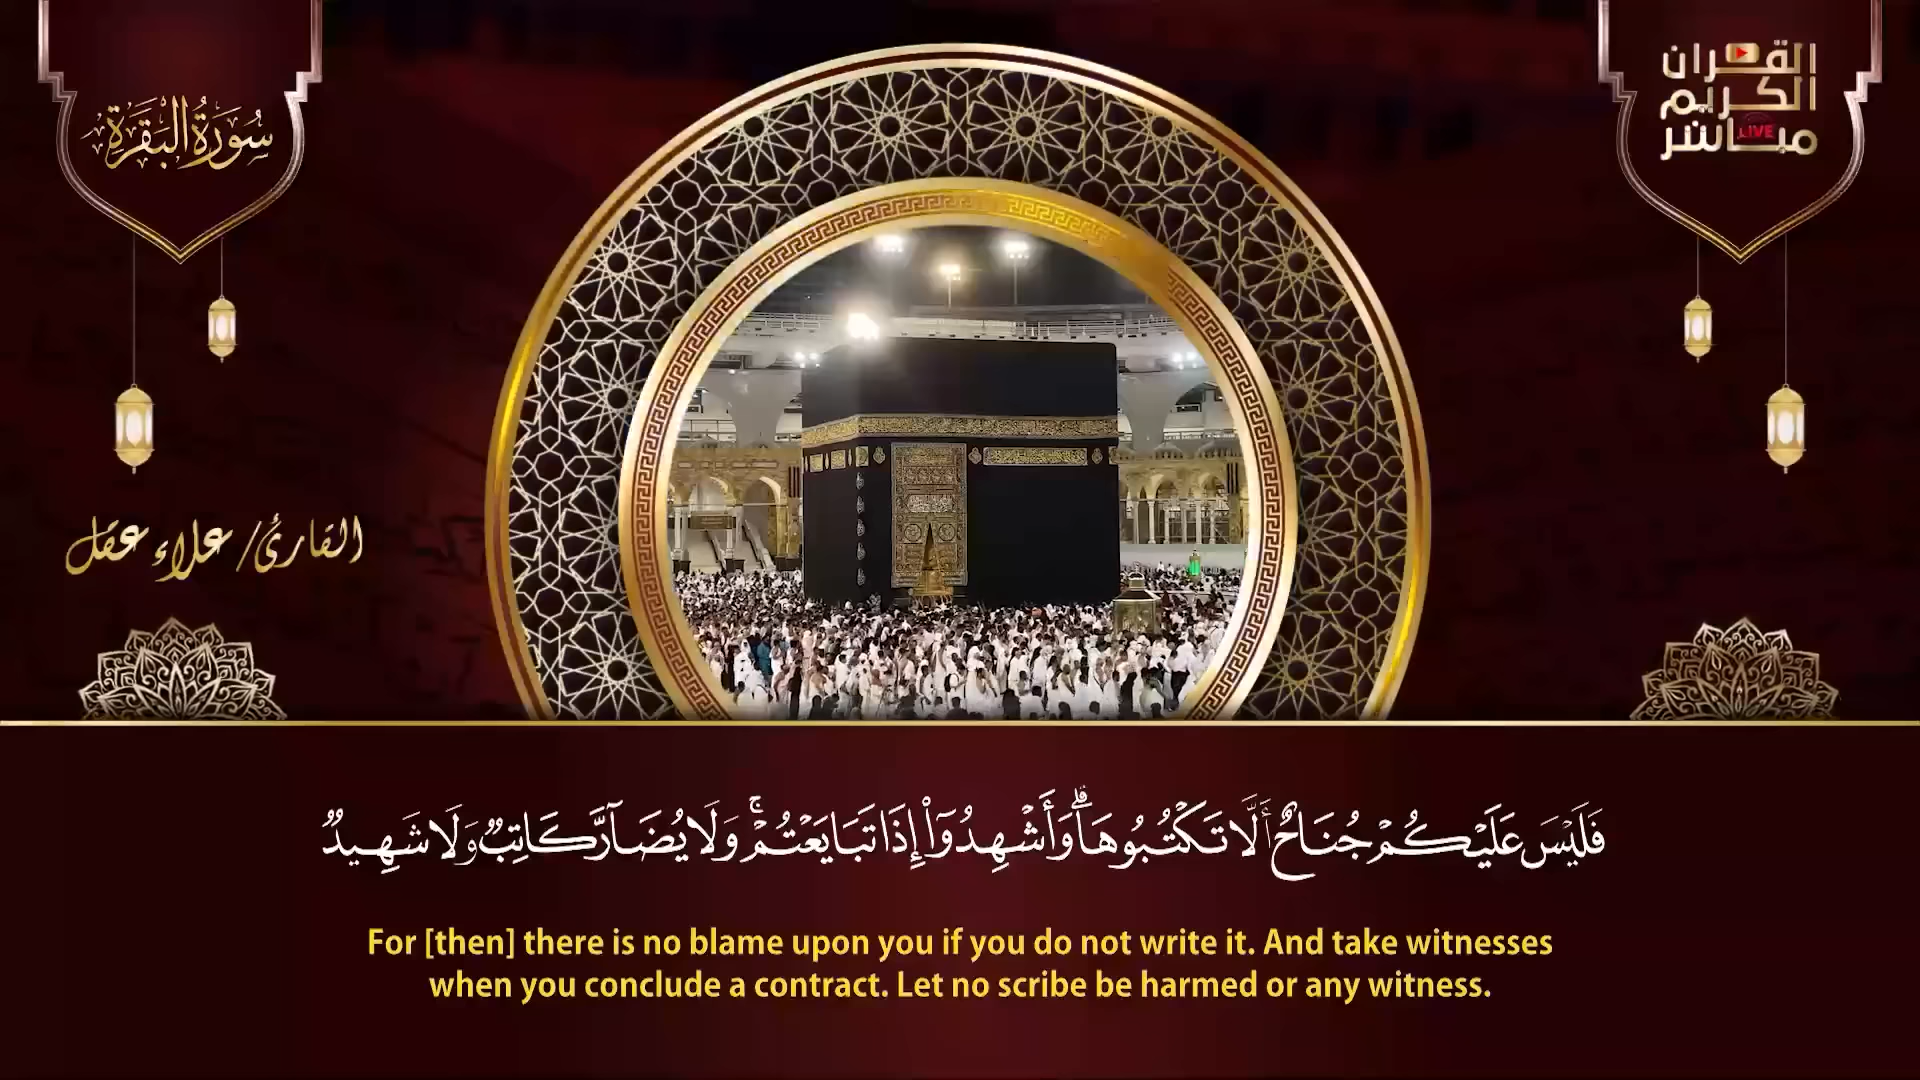 سُورَةُ البَقَرَةِ
القران
الكريم
مباشر
LIVE
القارئ/ علاء عقل
فَلَيْسَ عَلَيْكُمْ جُنَاحٌ أَلَّا تَكْتُبُوهَا ۗ وَأَشْهِدُوٓا۟ إِذَا تَبَايَعْتُمْ ۚ وَلَا يُضَآرَّ كَاتِبٌ وَلَا شَهِيدٌ
For [then] there is no blame upon you if you do not write it. And take witnesses
when you conclude a contract. Let no scribe be harmed or any witness.